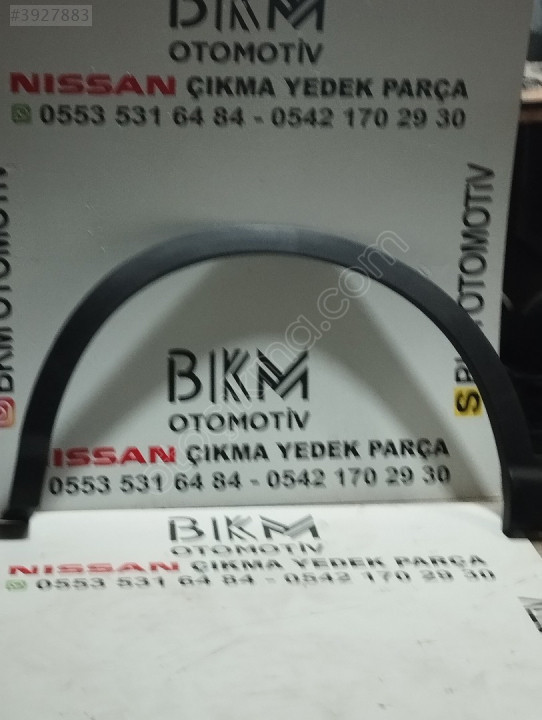 #3927883
BKM
OTOMOTİV
NISSAN ÇIKMA YEDEK PARÇA
0553 531 64 84 - 0542 170 29 30
BKM OTOMOTİV
OTOMOTİV
BKM
OTOMOTİV
NISSAN ÇIKMA YEDEK PARÇA
0553 531 64 84 - 0542 170 29 30
BKM
OTOMOTİV
NISSAN ÇIKMA YEDEK PARÇA
0553 531 64 84 - 0542 170 29 30